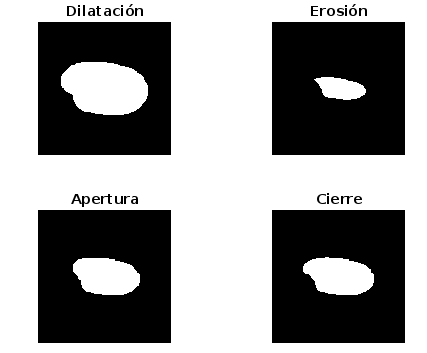 Dilatación
Erosión
Apertura
Cierre